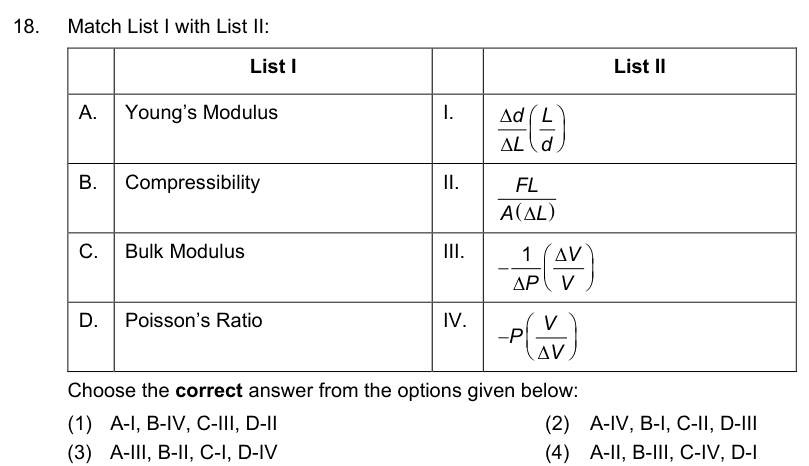 18. Match List I with List II:
List I List II
A. Young's Modulus I. Δd/ΔL (L/d)
B. Compressibility II. FL/A(ΔL)
C. Bulk Modulus III. −1/ΔP (ΔV/V)
D. Poisson's Ratio IV. −P(V/ΔV)
Choose the correct answer from the options given below:
(1) A-I, B-IV, C-III, D-II (2) A-IV, B-I, C-II, D-III
(3) A-III, B-II, C-I, D-IV (4) A-II, B-III, C-IV, D-I